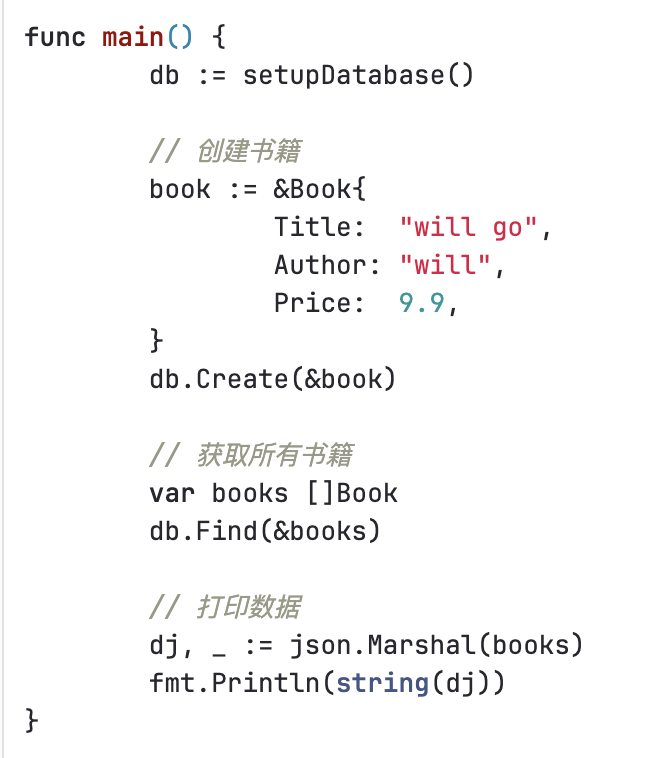 func main() {
        db := setupDatabase()

        // 创建书籍
        book := &Book{
                Title:  "will go",
                Author: "will",
                Price:  9.9,
        }
        db.Create(&book)

        // 获取所有书籍
        var books []Book
        db.Find(&books)

        // 打印数据
        dj, _ := json.Marshal(books)
        fmt.Println(string(dj))
}